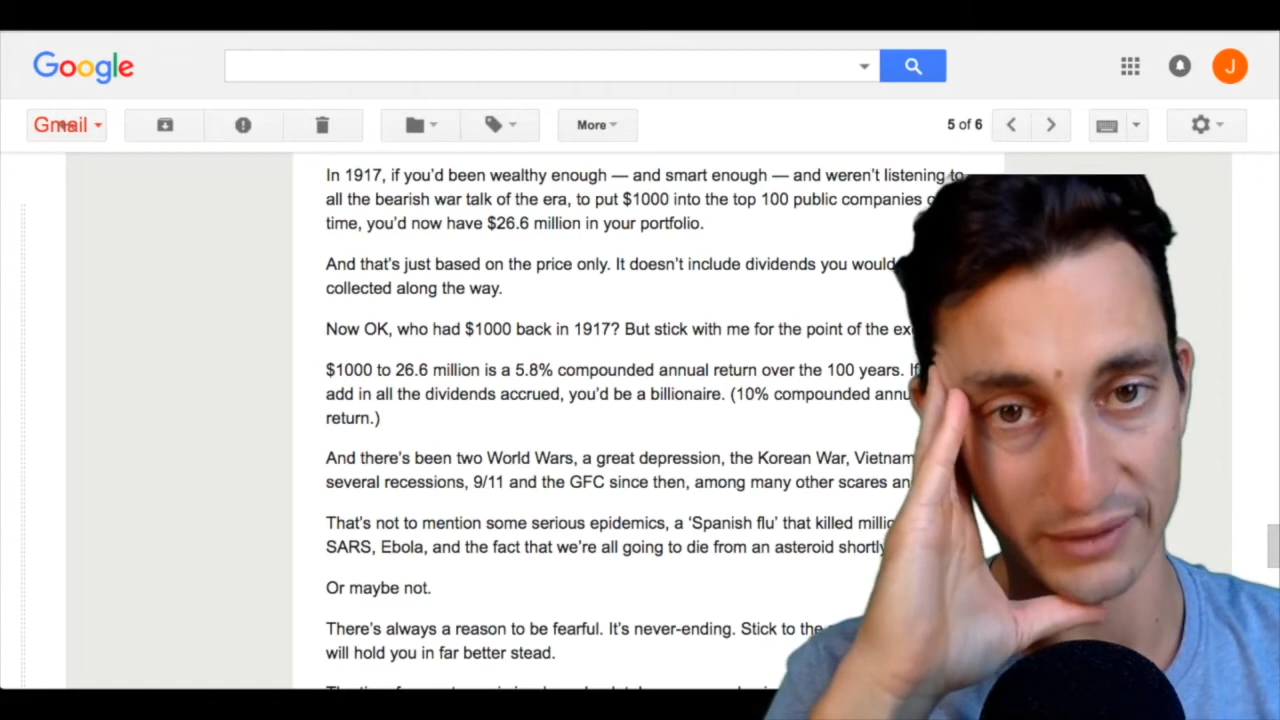 Google
J
Gmail
More
5 of 6
In 1917, if you'd been wealthy enough — and smart enough — and weren't listening to
all the bearish war talk of the era, to put $1000 into the top 100 public companies
time, you'd now have $26.6 million in your portfolio.
And that's just based on the price only. It doesn't include dividends you would
collected along the way.
Now OK, who had $1000 back in 1917? But stick with me for the point of the
$1000 to 26.6 million is a 5.8% compounded annual return over the 100 years.
add in all the dividends accrued, you'd be a billionaire. (10% compounded
return.)
And there's been two World Wars, a great depression, the Korean War, Vietnam
several recessions, 9/11 and the GFC since then, among many other scares
That's not to mention some serious epidemics, a 'Spanish flu' that killed
SARS, Ebola, and the fact that we're all going to die from an asteroid shortly
Or maybe not.
There's always a reason to be fearful. It's never-ending. Stick to the
will hold you in far better stead.